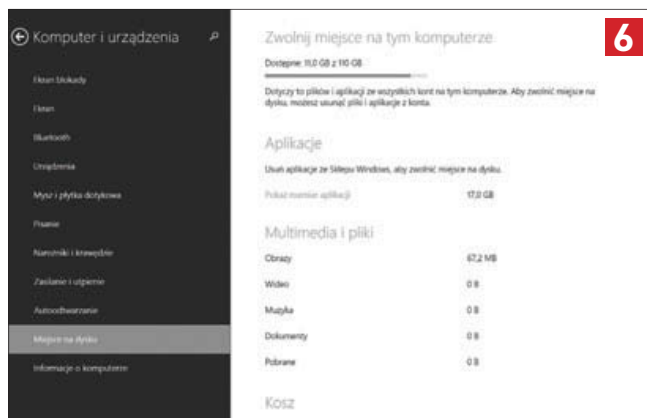 Komputer i urządzenia
Ekran blokady
Ekran
Bluetooth
Urządzenia
Mysz i płytka dotykowa
Pisanie
Narożniki i krawędzie
Zasilanie i uśpienie
Autoodtwarzanie
Miejsce na dysku
Informacje o komputerze
Zwolnij miejsce na tym komputerze
6
Dostępne: 11,0 GB z 110 GB
Dotyczy to plików i aplikacji ze wszystkich kont na tym komputerze. Aby zwolnić miejsce na
dysku, możesz usunąć pliki i aplikacje z konta.
Aplikacje
Usuń aplikacje ze Sklepu Windows, aby zwolnić miejsce na dysku.
Pokaż rozmiar aplikacji 17,0 GB
Multimedia i pliki
Obrazy 67,2 MB
Wideo 0 B
Muzyka 0 B
Dokumenty 0 B
Pobrane 0 B
Kosz